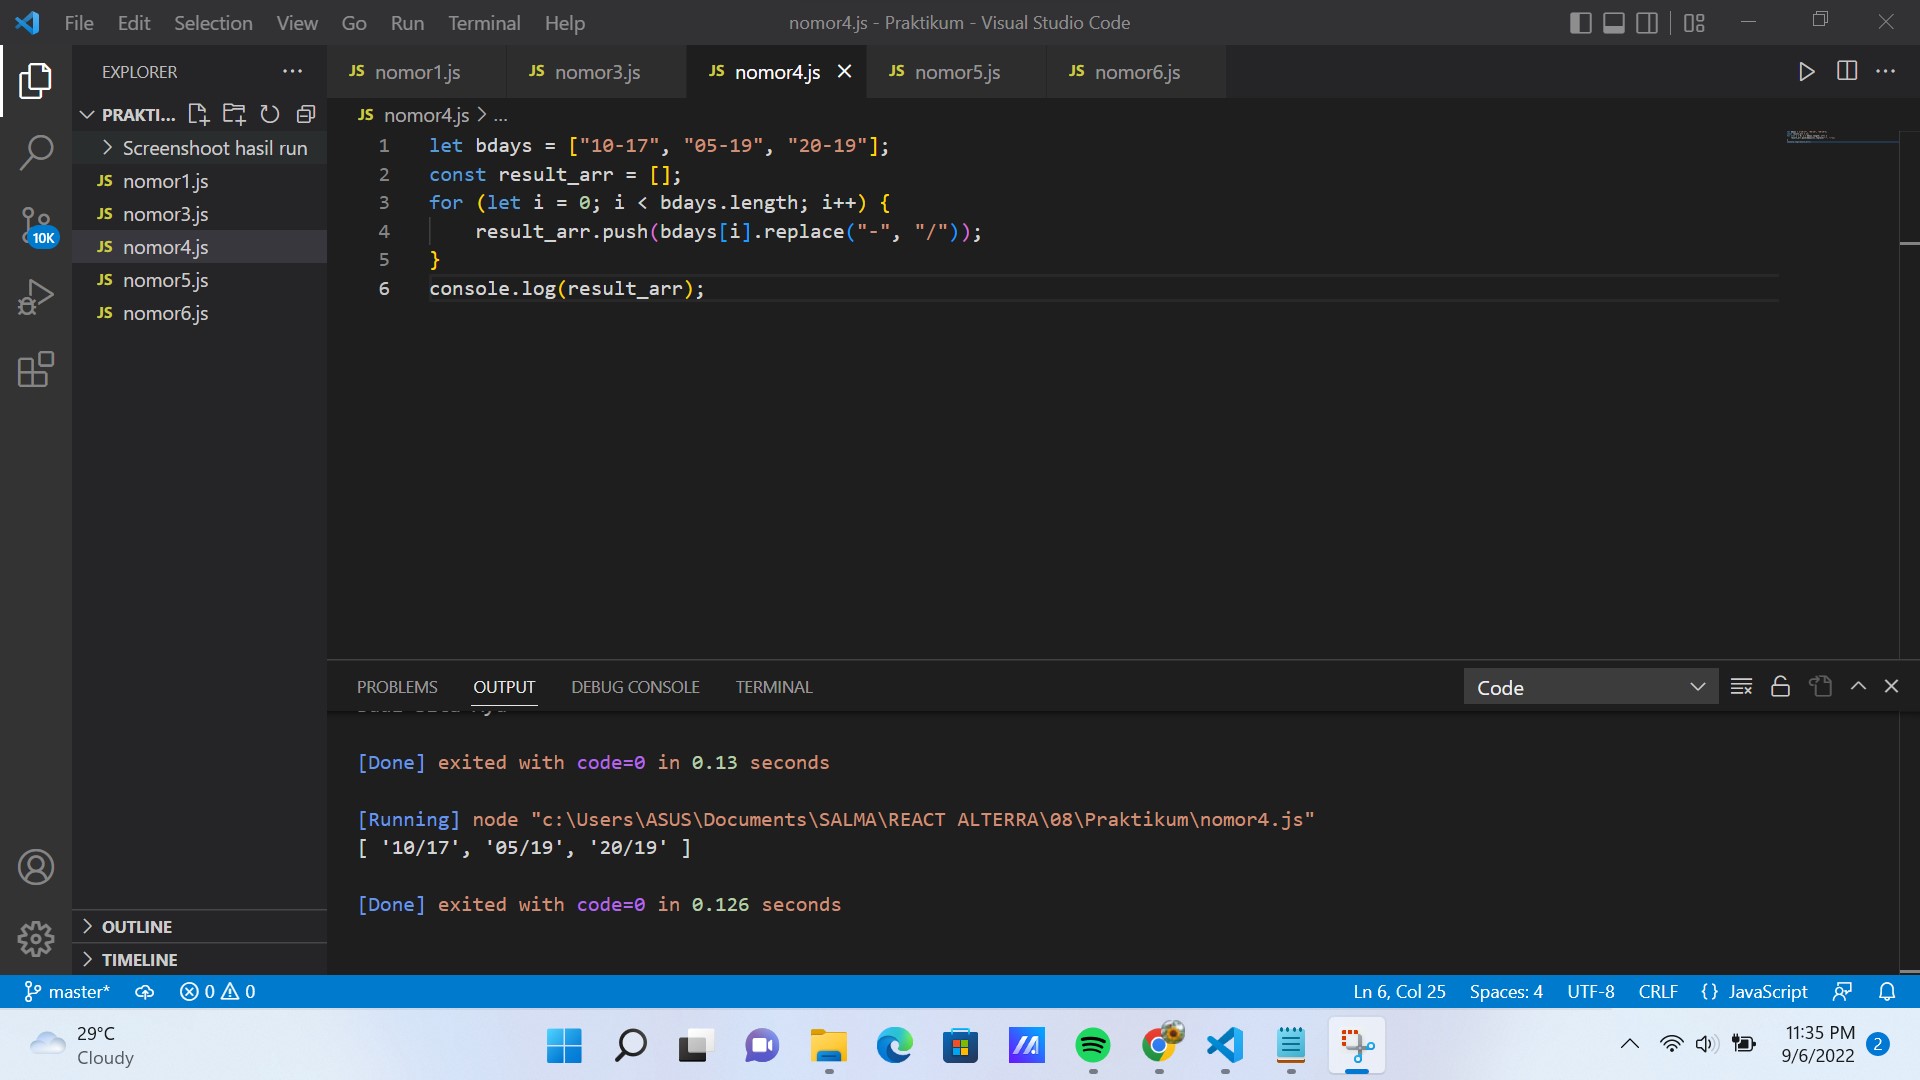 File Edit Selection View Go Run Terminal Help
nomor4.js - Praktikum - Visual Studio Code
EXPLORER
JS nomor1.js
JS nomor3.js
JS nomor4.js
JS nomor5.js
JS nomor6.js
PRAKTI...
Screenshoot hasil run
JS nomor1.js
JS nomor3.js
JS nomor4.js
JS nomor5.js
JS nomor6.js
10K
OUTLINE
TIMELINE
JS nomor4.js > ...
1 let bdays = ["10-17", "05-19", "20-19"];
2 const result_arr = [];
3 for (let i = 0; i < bdays.length; i++) {
4 result_arr.push(bdays[i].replace("-", "/"));
5 }
6 console.log(result_arr);
PROBLEMS OUTPUT DEBUG CONSOLE TERMINAL
Code
[Done] exited with code=0 in 0.13 seconds
[Running] node "c:\Users\ASUS\Documents\SALMA\REACT ALTERRA\08\Praktikum\nomor4.js"
[ '10/17', '05/19', '20/19' ]
[Done] exited with code=0 in 0.126 seconds
master* 0 0
Ln 6, Col 25 Spaces: 4 UTF-8 CRLF {} JavaScript
29°C
Cloudy
11:35 PM
9/6/2022
2